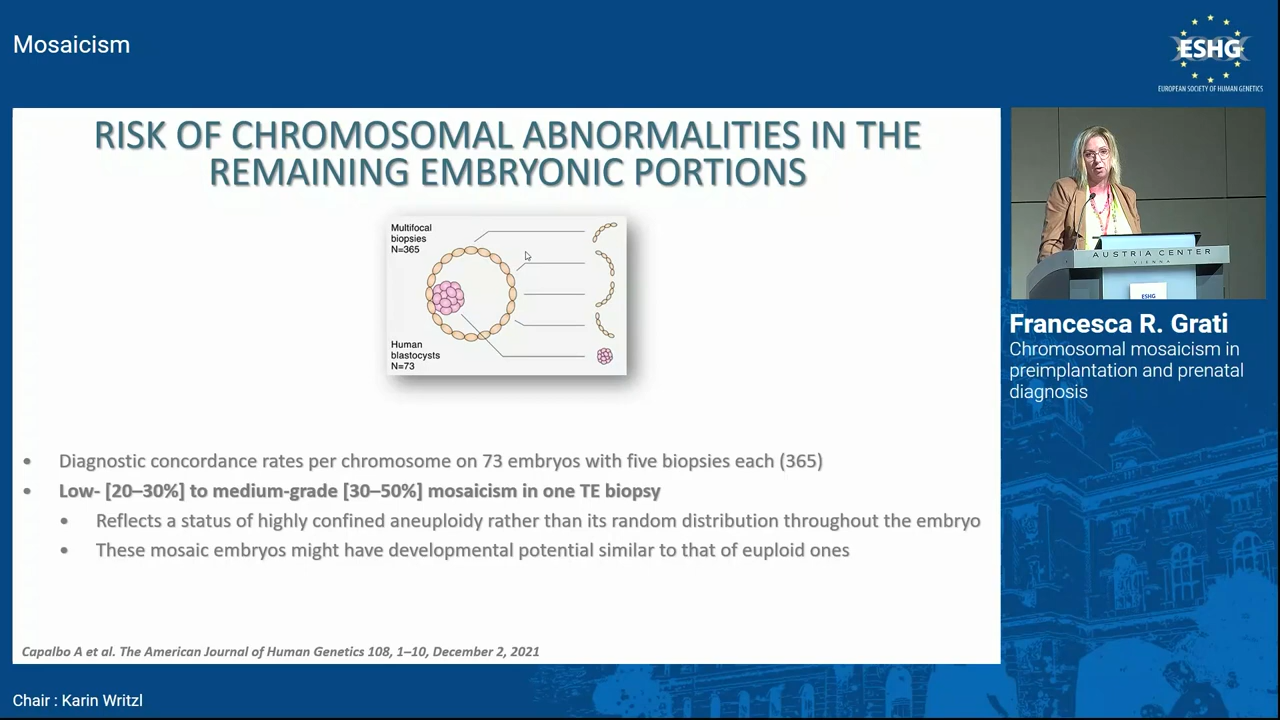 Mosaicism
ESHG
EUROPEAN SOCIETY OF HUMAN GENETICS
RISK OF CHROMOSOMAL ABNORMALITIES IN THE
REMAINING EMBRYONIC PORTIONS
Multifocal
biopsies
N=365
Human
blastocysts
N=73
• Diagnostic concordance rates per chromosome on 73 embryos with five biopsies each (365)
• Low- [20–30%] to medium-grade [30–50%] mosaicism in one TE biopsy
• Reflects a status of highly confined aneuploidy rather than its random distribution throughout the embryo
• These mosaic embryos might have developmental potential similar to that of euploid ones
Capalbo A et al. The American Journal of Human Genetics 108, 1–10, December 2, 2021
AUSTRIA CENTER
VIENNA
ESHG
Francesca R. Grati
Chromosomal mosaicism in
preimplantation and prenatal
diagnosis
Chair : Karin Writzl